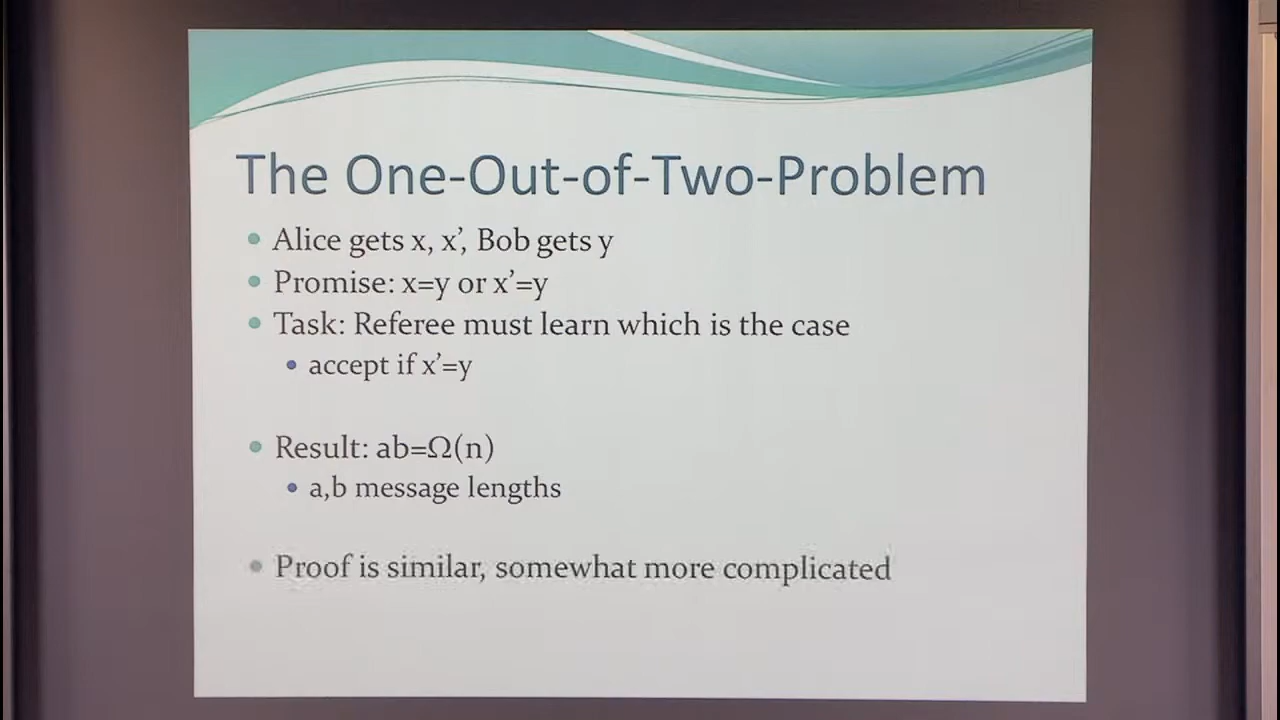 The One-Out-of-Two-Problem
Alice gets x, x’, Bob gets y
Promise: x=y or x’=y
Task: Referee must learn which is the case
accept if x’=y
Result: ab=Ω(n)
a,b message lengths
Proof is similar, somewhat more complicated